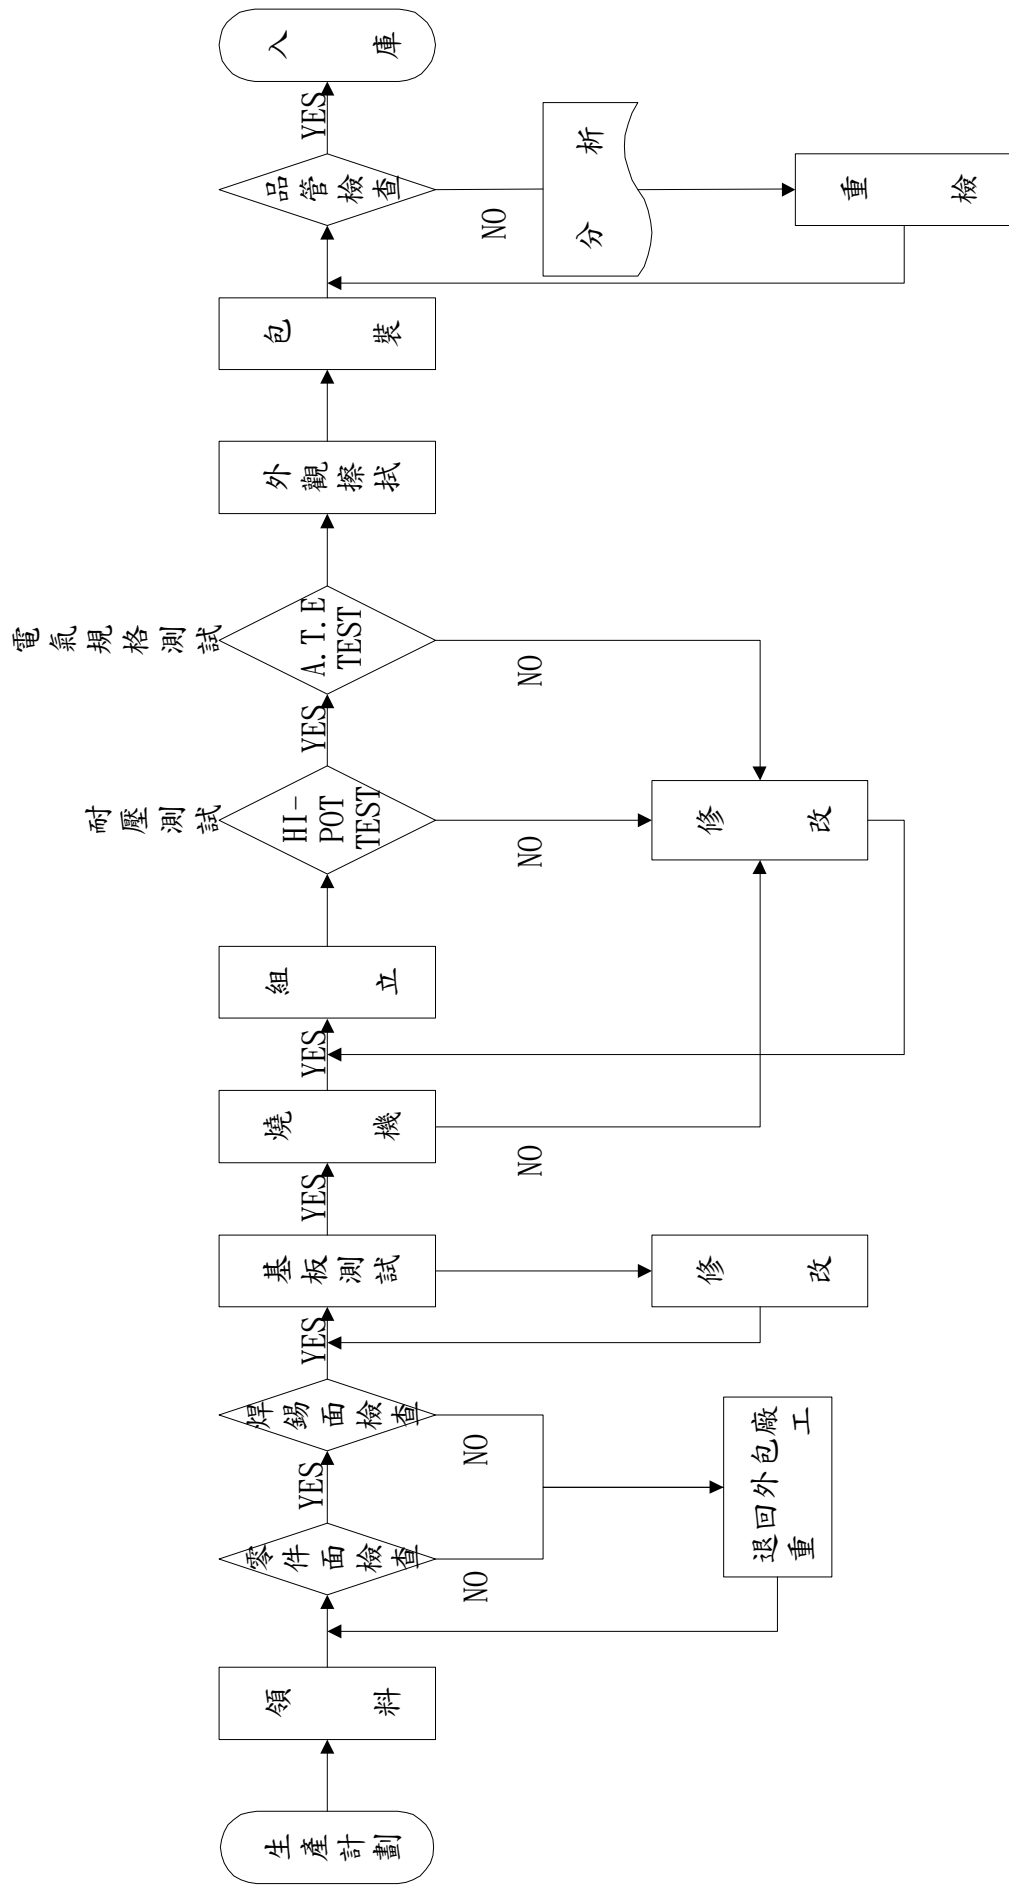 生產計劃
領料
零件面檢查
NO
YES
焊錫面檢查
NO
退回外包廠
重工
YES
基板測試
修改
YES
燒機
NO
YES
組立
耐壓測試
HI-
POT
TEST
NO
修改
YES
電氣規格測試
A.T.E
TEST
NO
外觀擦拭
包裝
品管檢查
NO
分析
重檢
YES
入庫